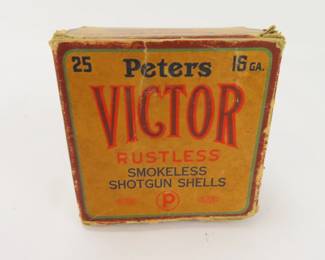 25 Peters 16 GA.
VICTOR
RUSTLESS
SMOKELESS
SHOTGUN SHELLS
P